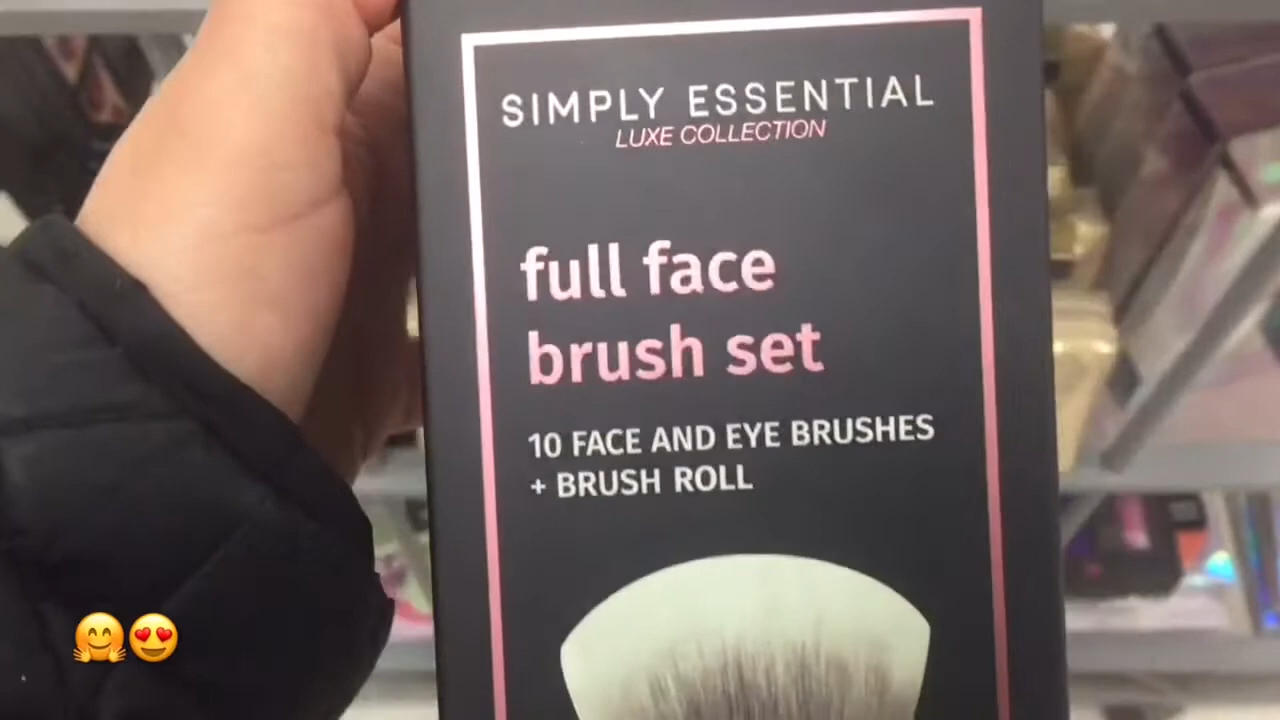 SIMPLY ESSENTIAL
LUXE COLLECTION
full face
brush set
10 FACE AND EYE BRUSHES
+ BRUSH ROLL